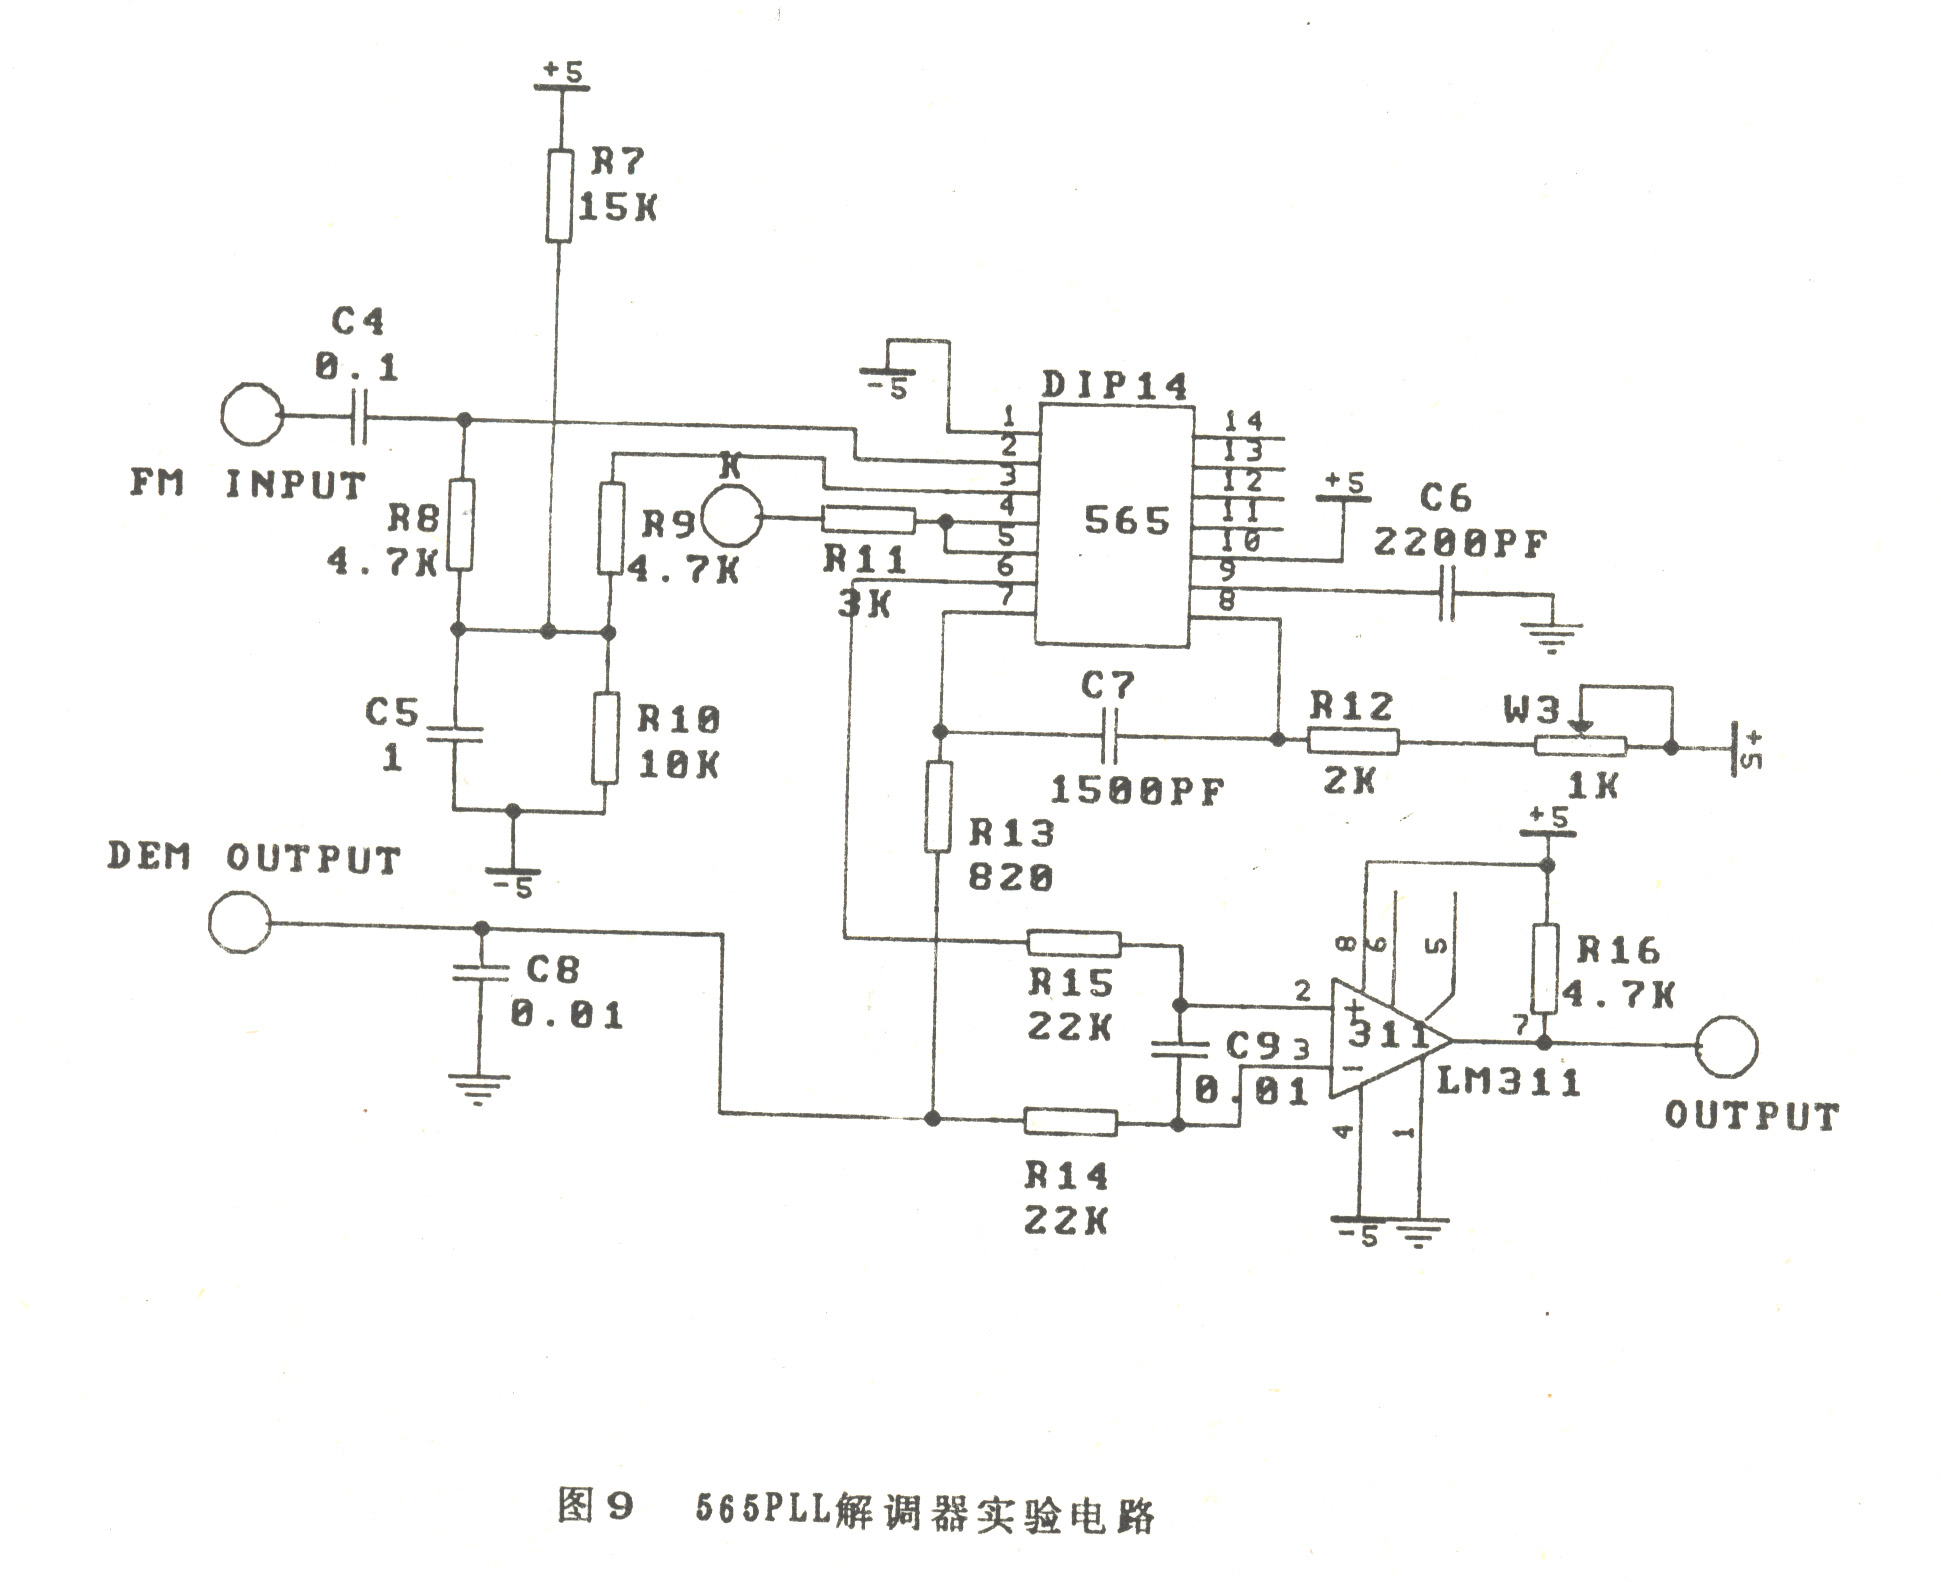 +5
R7
15K
C4
0.1
FM INPUT
R8
4.7K
R9
4.7K
K
R11
3K
-5
DIP14
565
1
2
3
4
5
6
7
14
13
12
11
10
9
8
+5
C6
2200PF
C5
1
R10
10K
-5
C7
1500PF
R12
2K
W3
1K
+5
R13
820
DEM OUTPUT
C8
0.01
R15
22K
C9
0.01
R14
22K
+5
8
6
5
R16
4.7K
2
3
+
311
-
7
LM311
4
1
-5
OUTPUT
图9 565PLL解调器实验电路